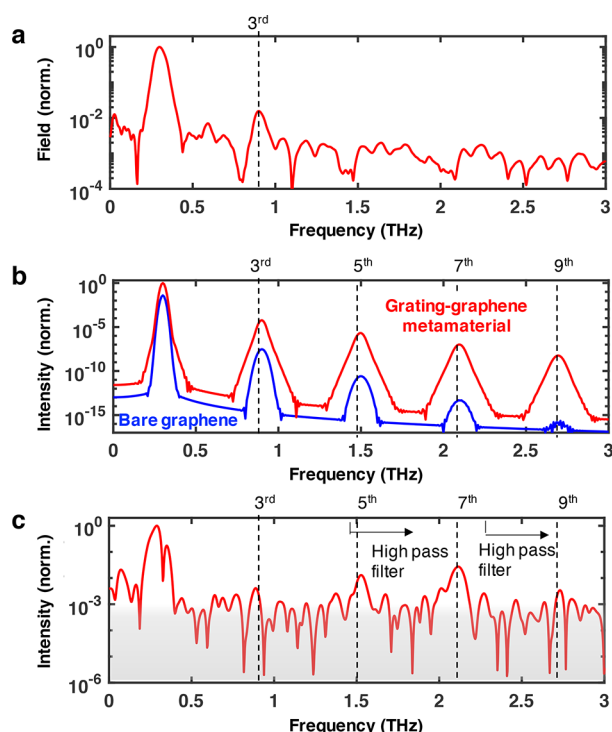 3rd
a
10^0
10^-2
10^-4
Field (norm.)
0 0.5 1 1.5 2 2.5 3
Frequency (THz)
3rd 5th 7th 9th
b
10^0
10^-5
10^-15
Intensity (norm.)
Grating-graphene
metamaterial
Bare graphene
0 0.5 1 1.5 2 2.5 3
Frequency (THz)
3rd 5th 7th 9th
c
10^0
10^-3
10^-6
Intensity (norm.)
High pass
filter
High pass
filter
0 0.5 1 1.5 2 2.5 3
Frequency (THz)